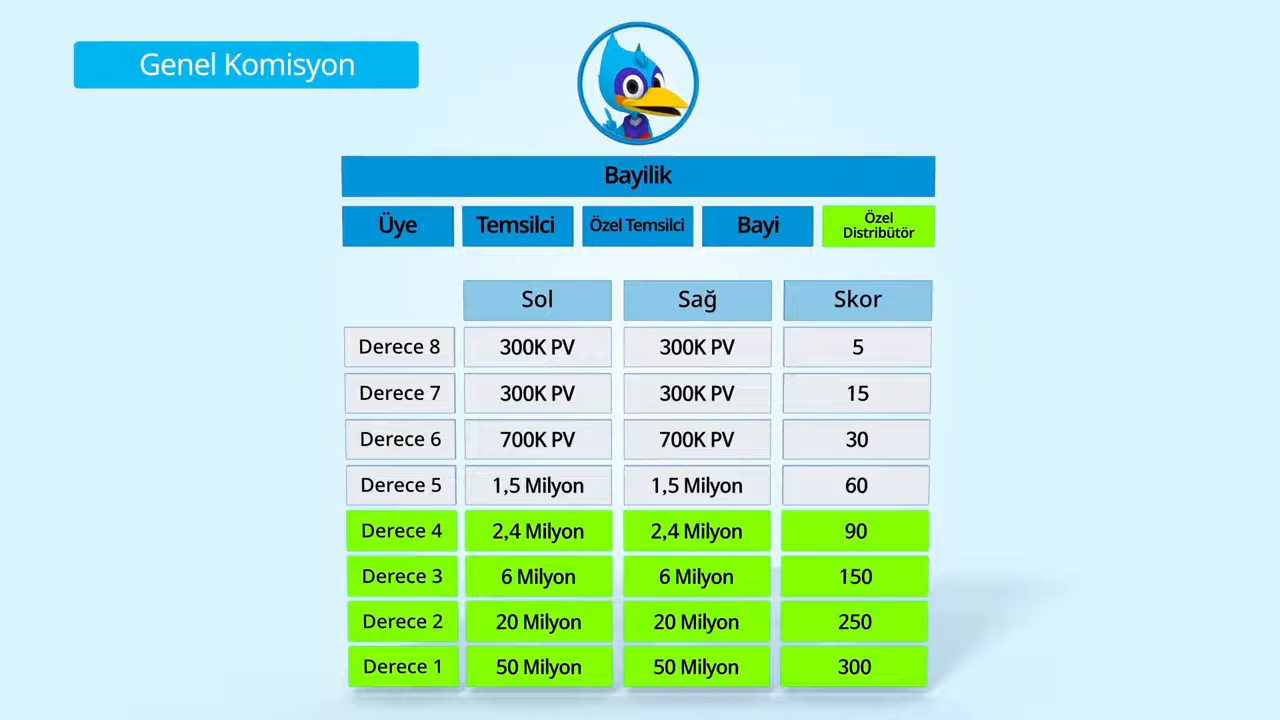 Genel Komisyon
Bayilik
Üye Temsilci Özel Temsilci Bayi Özel Distribütör
Sol Sağ Skor
Derece 8 300K PV 300K PV 5
Derece 7 300K PV 300K PV 15
Derece 6 700K PV 700K PV 30
Derece 5 1,5 Milyon 1,5 Milyon 60
Derece 4 2,4 Milyon 2,4 Milyon 90
Derece 3 6 Milyon 6 Milyon 150
Derece 2 20 Milyon 20 Milyon 250
Derece 1 50 Milyon 50 Milyon 300